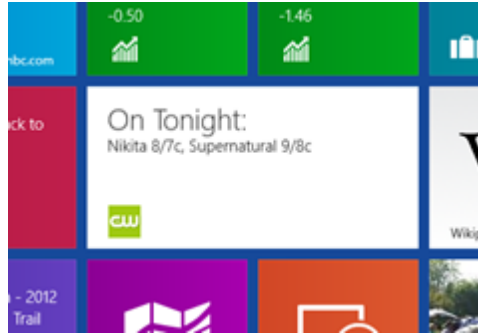 -0.50
-1.46
nbc.com
ck to
On Tonight:
Nikita 8/7c, Supernatural 9/8c
CW
- 2012
Trail